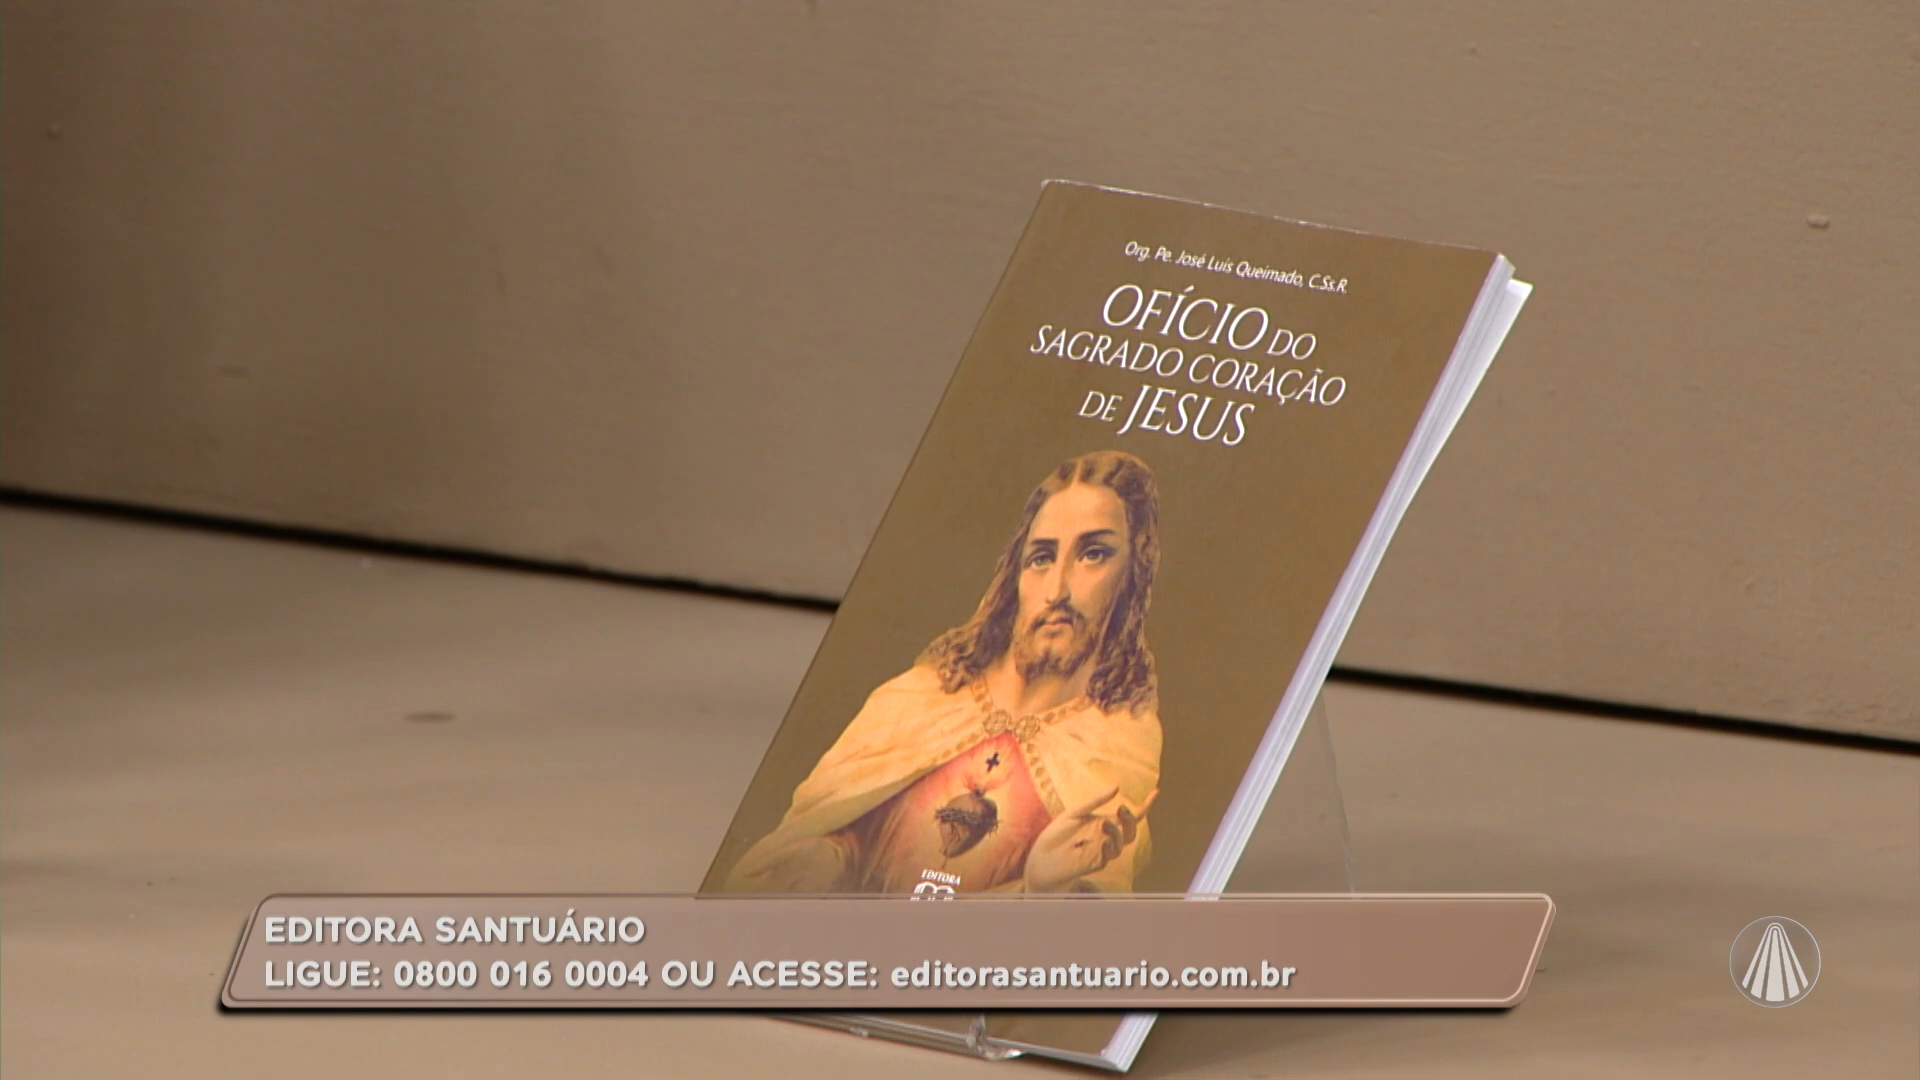 Org. Pe. José Luís Queimado, C.Ss.R.
OFÍCIO DO
SAGRADO CORAÇÃO
DE JESUS
EDITORA
EDITORA SANTUÁRIO
LIGUE: 0800 016 0004 OU ACESSE: editorasantuario.com.br